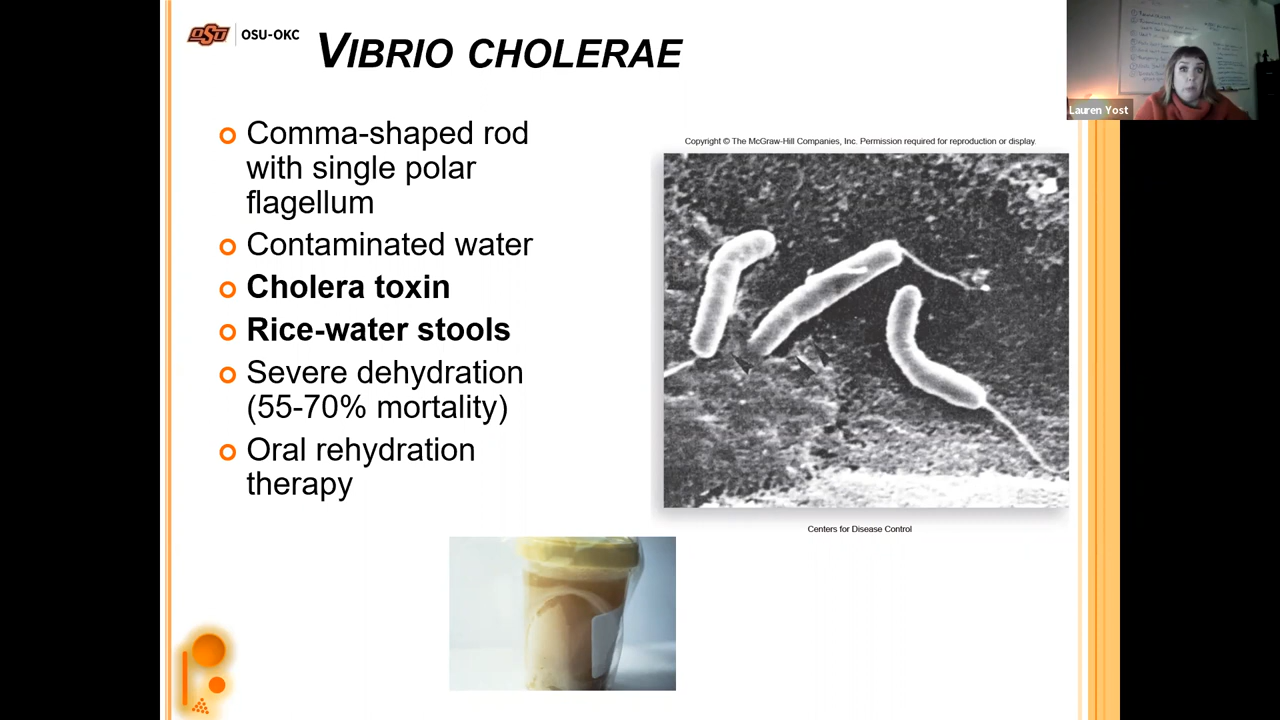 OSU
OSU-OKC
VIBRIO CHOLERAE
Lauren Yost
Comma-shaped rod
with single polar
flagellum
Contaminated water
Cholera toxin
Rice-water stools
Severe dehydration
(55-70% mortality)
Oral rehydration
therapy
Copyright © The McGraw-Hill Companies, Inc. Permission required for reproduction or display.
Centers for Disease Control